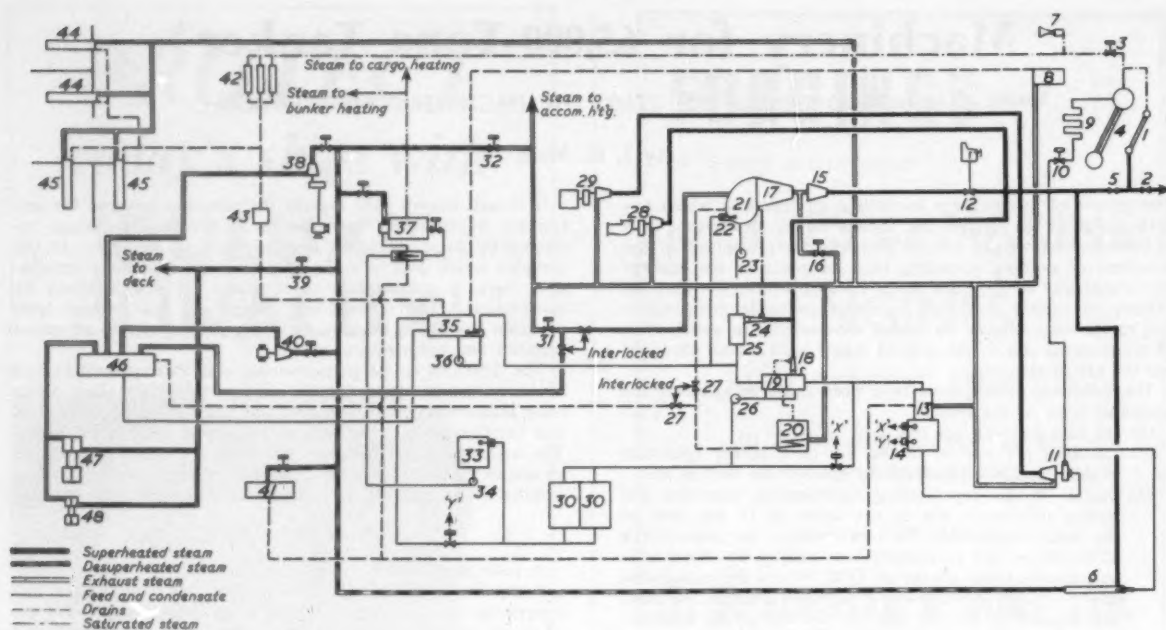 44
44
42
Steam to cargo heating
Steam to
bunker heating
Steam to
accom. ht'g.
7
3
8
9
4
1
45
45
38
32
29
28
21
17
15
22
23
12
5
2
10
43
37
16
Steam to
deck
39
46
40
35
36
31
Interlocked
Interlocked
27
27
24
25
18
19
26
20
'X'
13
'X'
'Y'
14
11
47
48
41
33
34
'Y'
30
30
6
Superheated steam
Desuperheated steam
Exhaust steam
Feed and condensate
Drains
Saturated steam